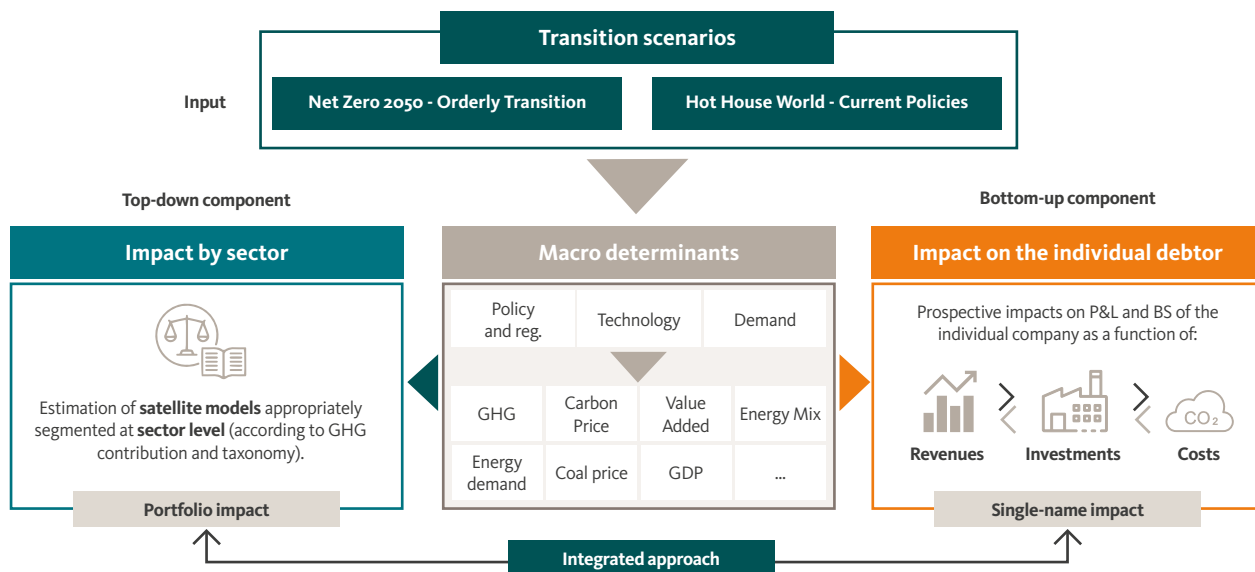 Transition scenarios
Input
Net Zero 2050 - Orderly Transition
Hot House World - Current Policies
Top-down component
Bottom-up component
Impact by sector
Macro determinants
Impact on the individual debtor
Estimation of satellite models appropriately
segmented at sector level (according to GHG
contribution and taxonomy).
Portfolio impact
Policy
and reg.
Technology
Demand
GHG
Carbon
Price
Value
Added
Energy Mix
Energy
demand
Coal price
GDP
...
Prospective impacts on P&L and BS of the
individual company as a function of:
CO₂
Revenues
Investments
Costs
Single-name impact
Integrated approach